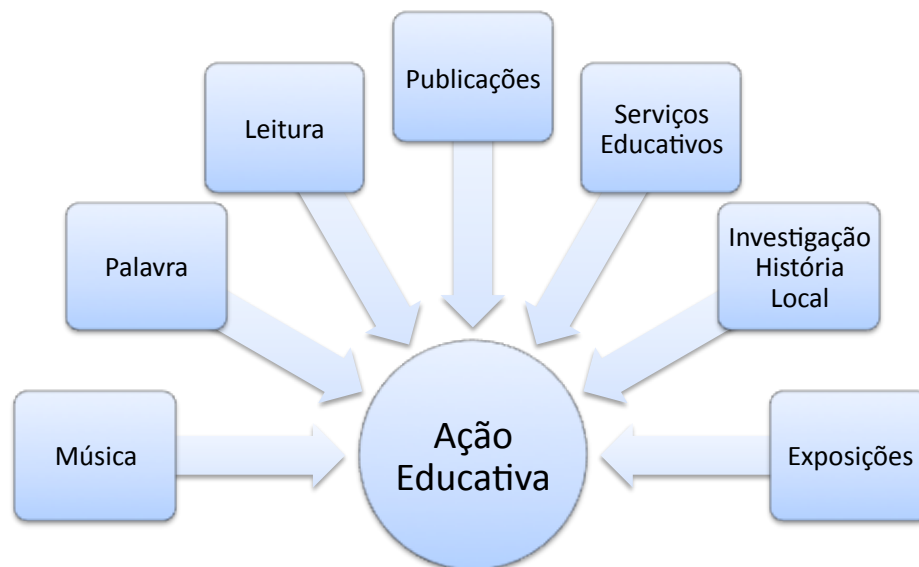 Publicações
Leitura
Serviços
Educativos
Palavra
Investigação
História
Local
Música
Ação
Educativa
Exposições